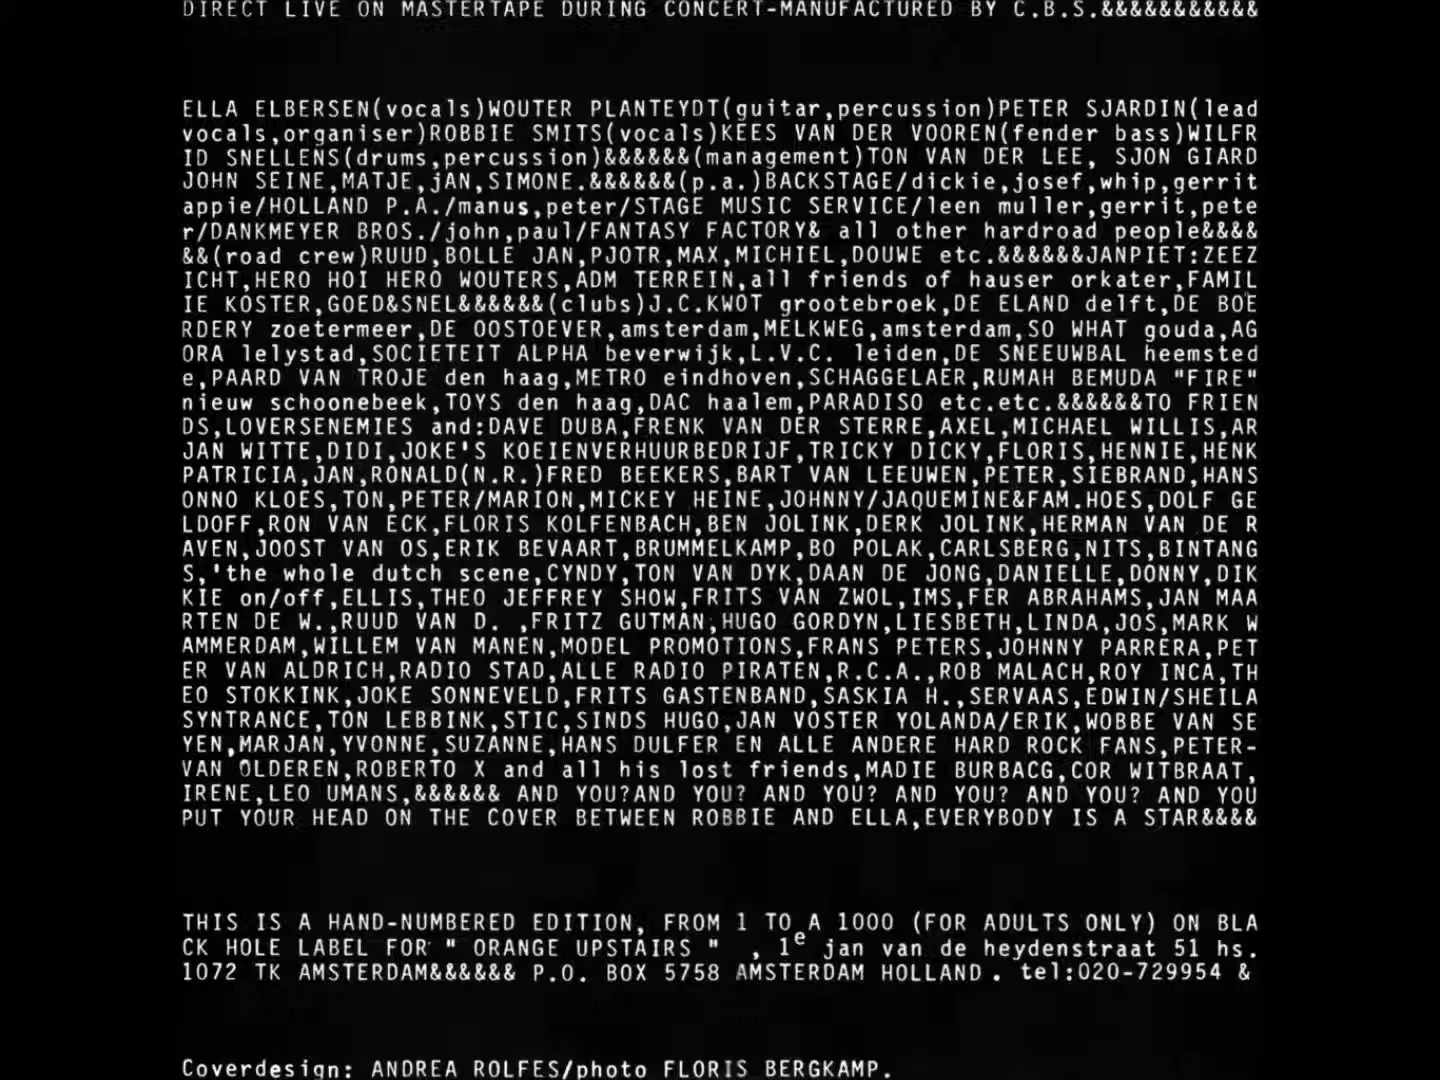 DIRECT LIVE ON MASTERTAPE DURING CONCERT-MANUFACTURED BY C.B.S.&&&&&&&&&&&
ELLA ELBERSEN(vocals)WOUTER PLANTEYDT(guitar,percussion)PETER SJARDIN(lead
vocals,organiser)ROBBIE SMITS(vocals)KEES VAN DER VOOREN(fender bass)WILFR
ID SNELLENS(drums,percussion)&&&&&&(management)TON VAN DER LEE, SJON GIARD
JOHN SEINE,MATJE,jAN,SIMONE.&&&&&&(p.a.)BACKSTAGE/dickie,josef,whip,gerrit
appie/HOLLAND P.A./manus,peter/STAGE MUSIC SERVICE/leen muller,gerrit,pete
r/DANKMEYER BROS./john,paul/FANTASY FACTORY& all other hardroad people&&&&
&&(road crew)RUUD,BOLLE JAN,PJOTR,MAX,MICHIEL,DOUWE etc.&&&&&&JANPIET:ZEEZ
ICHT,HERO HOI HERO WOUTERS,ADM TERREIN,all friends of hauser orkater,FAMIL
IE KOSTER,GOED&SNEL&&&&&&(clubs)J.C.KWOT grootebroek,DE ELAND delft,DE BOE
RDERY zoetermeer,DE OOSTOEVER,amsterdam,MELKWEG,amsterdam,SO WHAT gouda,AG
ORA lelystad,SOCIETEIT ALPHA beverwijk,L.V.C. leiden,DE SNEEUWBAL heemsted
e,PAARD VAN TROJE den haag,METRO eindhoven,SCHAGGELAER,RUMAH BEMUDA "FIRE"
nieuw schoonebeek,TOYS den haag,DAC haalem,PARADISO etc.etc.&&&&&&TO FRIEN
DS,LOVERSENEMIES and:DAVE DUBA,FRENK VAN DER STERRE,AXEL,MICHAEL WILLIS,AR
JAN WITTE,DIDI,JOKE'S KOEIENVERHUURBEDRIJF,TRICKY DICKY,FLORIS,HENNIE,HENK
PATRICIA,JAN,RONALD(N.R.)FRED BEEKERS,BART VAN LEEUWEN,PETER,SIEBRAND,HANS
ONNO KLOES,TON,PETER/MARION,MICKEY HEINE,JOHNNY/JAQUEMINE&FAM.HOES,DOLF GE
LDOFF,RON VAN ECK,FLORIS KOLFENBACH,BEN JOLINK,DERK JOLINK,HERMAN VAN DE R
AVEN,JOOST VAN OS,ERIK BEVAART,BRUMMELKAMP,BO POLAK,CARLSBERG,NITS,BINTANG
S,'the whole dutch scene,CYNDY,TON VAN DYK,DAAN DE JONG,DANIELLE,DONNY,DIK
KIE on/off,ELLIS,THEO JEFFREY SHOW,FRITS VAN ZWOL,IMS,FER ABRAHAMS,JAN MAA
RTEN DE W.,RUUD VAN D. ,FRITZ GUTMAN,HUGO GORDYN,LIESBETH,LINDA,JOS,MARK W
AMMERDAM,WILLEM VAN MANEN,MODEL PROMOTIONS,FRANS PETERS,JOHNNY PARRERA,PET
ER VAN ALDRICH,RADIO STAD,ALLE RADIO PIRATEN,R.C.A.,ROB MALACH,ROY INCA,TH
EO STOKKINK,JOKE SONNEVELD,FRITS GASTENBAND,SASKIA H.,SERVAAS,EDWIN/SHEILA
SYNTRANCE,TON LEBBINK,STIC,SINDS HUGO,JAN VOSTER YOLANDA/ERIK,WOBBE VAN SE
YEN,MARJAN,YVONNE,SUZANNE,HANS DULFER EN ALLE ANDERE HARD ROCK FANS,PETER-
VAN OLDEREN,ROBERTO X and all his lost friends,MADIE BURBACG,COR WITBRAAT,
IRENE,LEO UMANS,&&&&&& AND YOU?AND YOU? AND YOU? AND YOU? AND YOU? AND YOU
PUT YOUR HEAD ON THE COVER BETWEEN ROBBIE AND ELLA,EVERYBODY IS A STAR&&&&
THIS IS A HAND-NUMBERED EDITION, FROM 1 TO A 1000 (FOR ADULTS ONLY) ON BLA
CK HOLE LABEL FOR " ORANGE UPSTAIRS " , 1e jan van de heydenstraat 51 hs.
1072 TK AMSTERDAM&&&&&& P.O. BOX 5758 AMSTERDAM HOLLAND. tel:020-729954 &
Coverdesign: ANDREA ROLFES/photo FLORIS BERGKAMP.